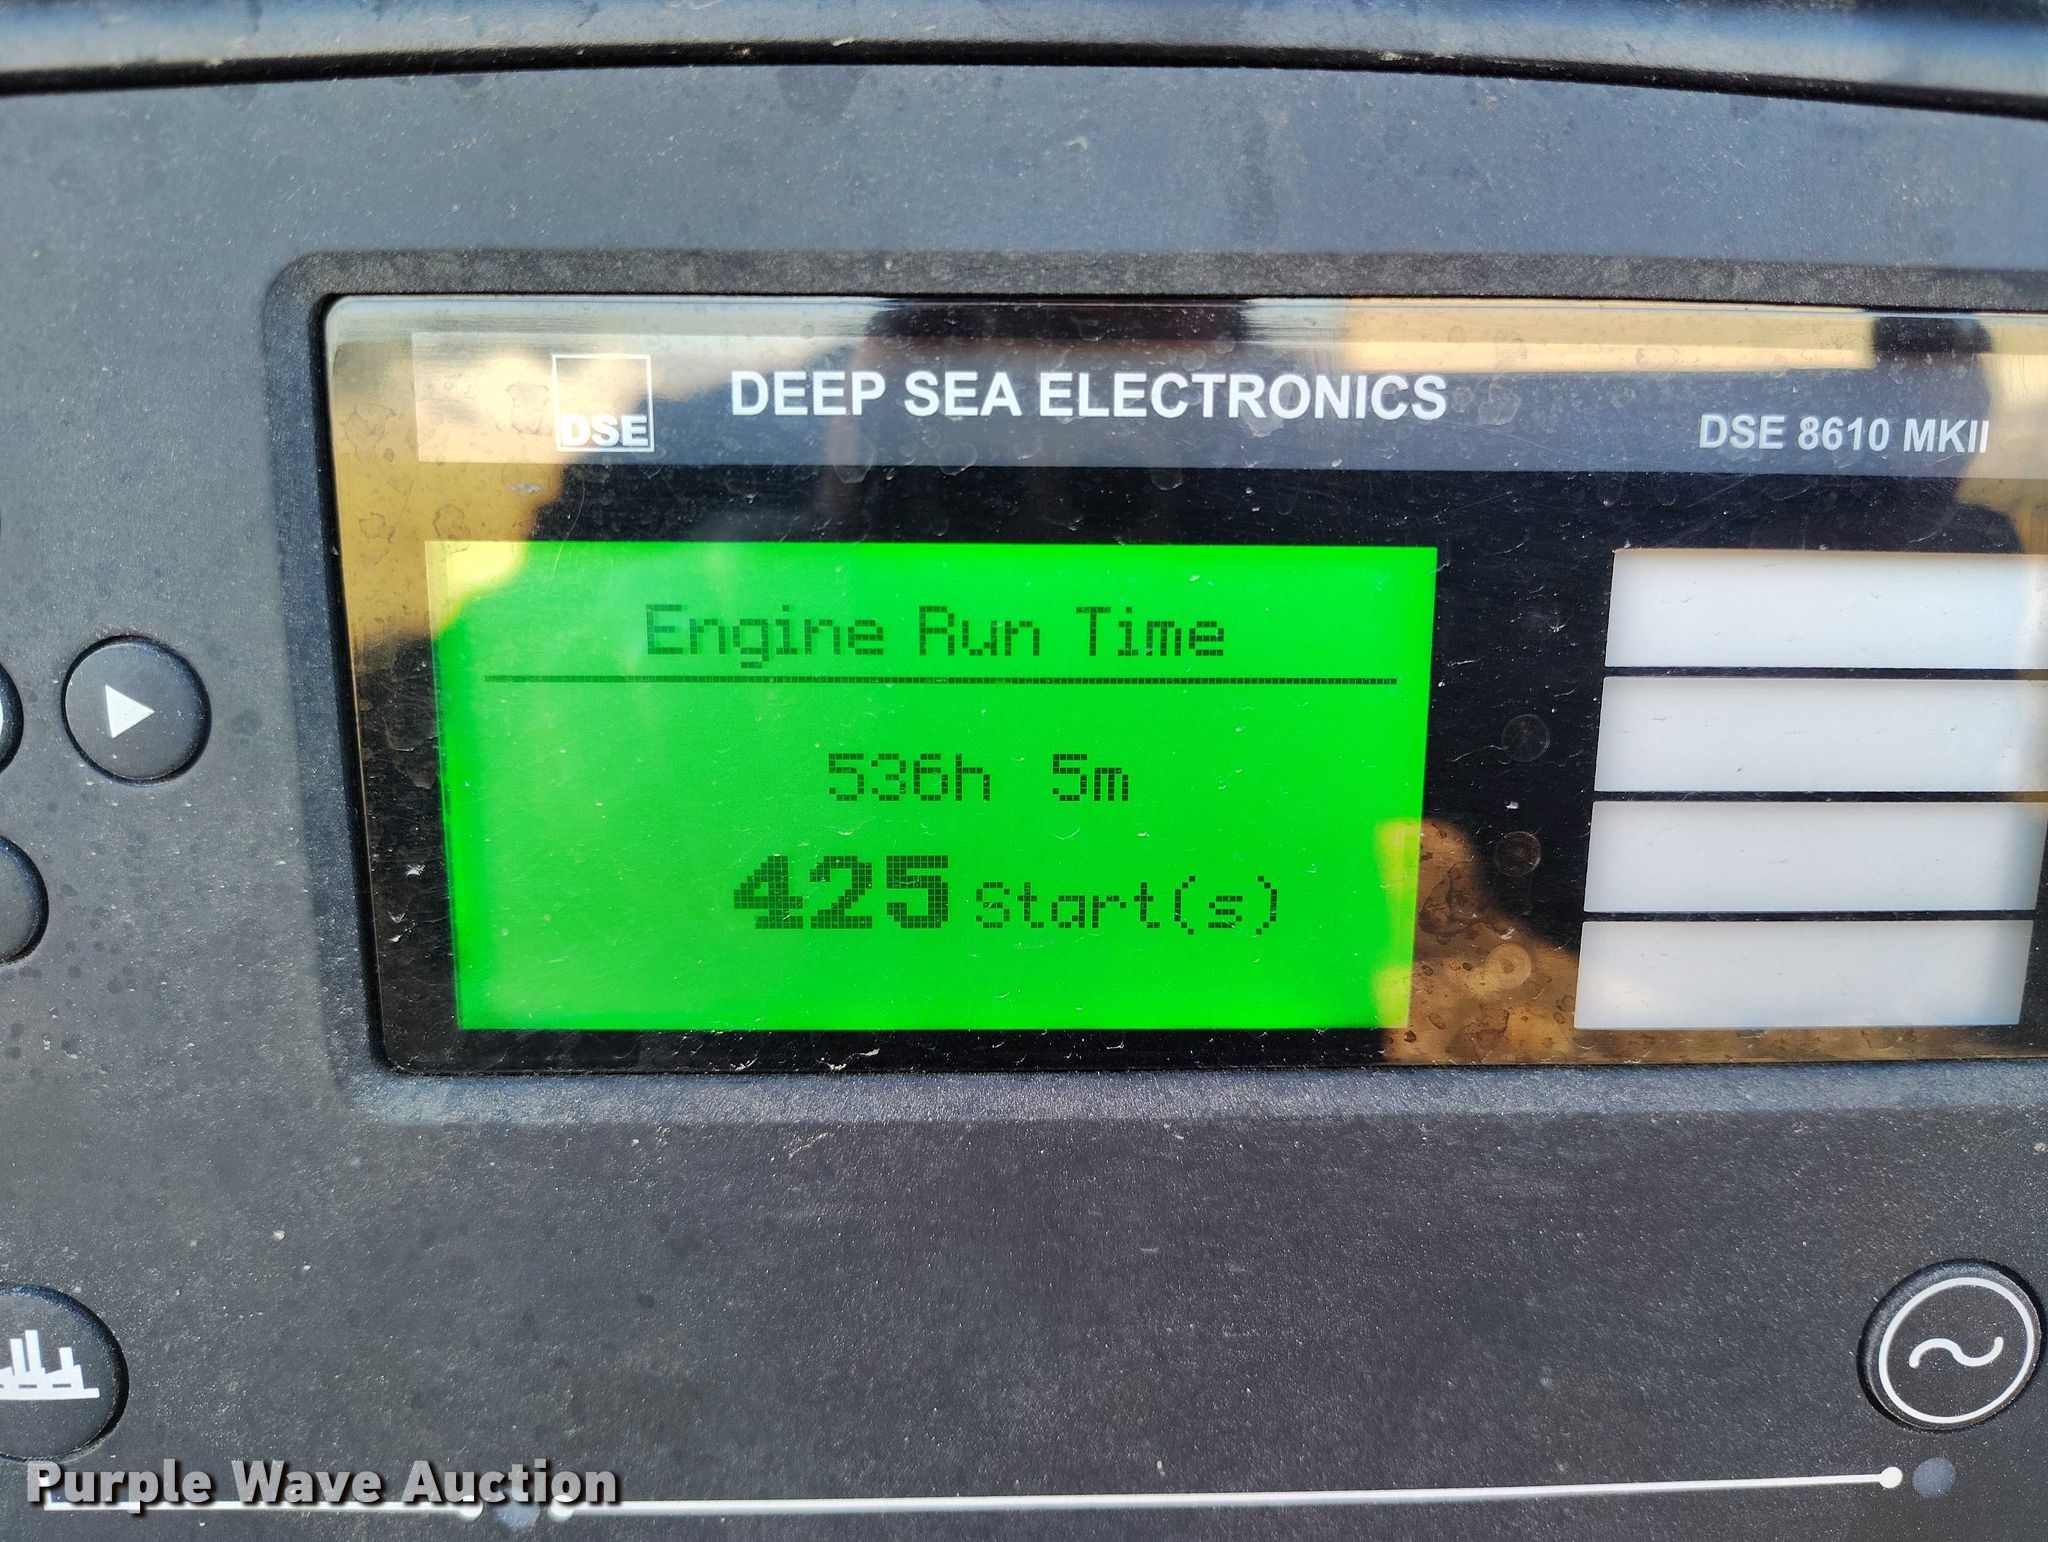 DSE
DEEP SEA ELECTRONICS
DSE 8610 MKII
Engine Run Time
536h 5m
425 Start(s)
Purple Wave Auction